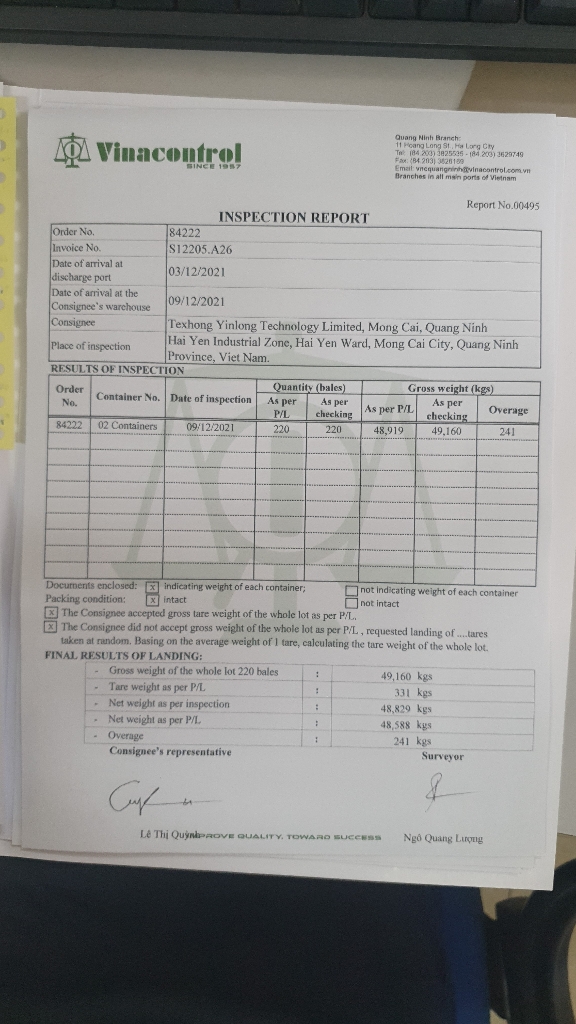 Vinacontrol
SINCE 1957
Quang Ninh Branch:
11 Hoang Long St., Ha Long City
Tel: (84.203) 3825535 - (84.203) 3629749
Fax: (84.203) 3826169
Email: vncquangninh@vinacontrol.com.vn
Branches in all main ports of Vietnam
Report No.00495
INSPECTION REPORT
Order No. 84222
Invoice No. S12205.A26
Date of arrival at discharge port 03/12/2021
Date of arrival at the Consignee's warehouse 09/12/2021
Consignee Texhong Yinlong Technology Limited, Mong Cai, Quang Ninh
Place of inspection Hai Yen Industrial Zone, Hai Yen Ward, Mong Cai City, Quang Ninh
Province, Viet Nam.
RESULTS OF INSPECTION
Order No. Container No. Date of inspection Quantity (bales) Gross weight (kgs)
As per P/L As per checking As per P/L As per checking Overage
84222 02 Containers 09/12/2021 220 220 48,919 49,160 241
Documents enclosed: x indicating weight of each container; not indicating weight of each container
Packing condition: x intact not intact
x The Consignee accepted gross tare weight of the whole lot as per P/L.
x The Consignee did not accept gross weight of the whole lot as per P/L , requested landing of ....tares
taken at random. Basing on the average weight of 1 tare, calculating the tare weight of the whole lot.
FINAL RESULTS OF LANDING:
- Gross weight of the whole lot 220 bales : 49,160 kgs
- Tare weight as per P/L : 331 kgs
- Net weight as per inspection : 48,829 kgs
- Net weight as per P/L : 48,588 kgs
- Overage : 241 kgs
Consignee's representative Surveyor
Lê Thị Quỳnh Ngô Quang Lượng
IMPROVE QUALITY, TOWARD SUCCESS